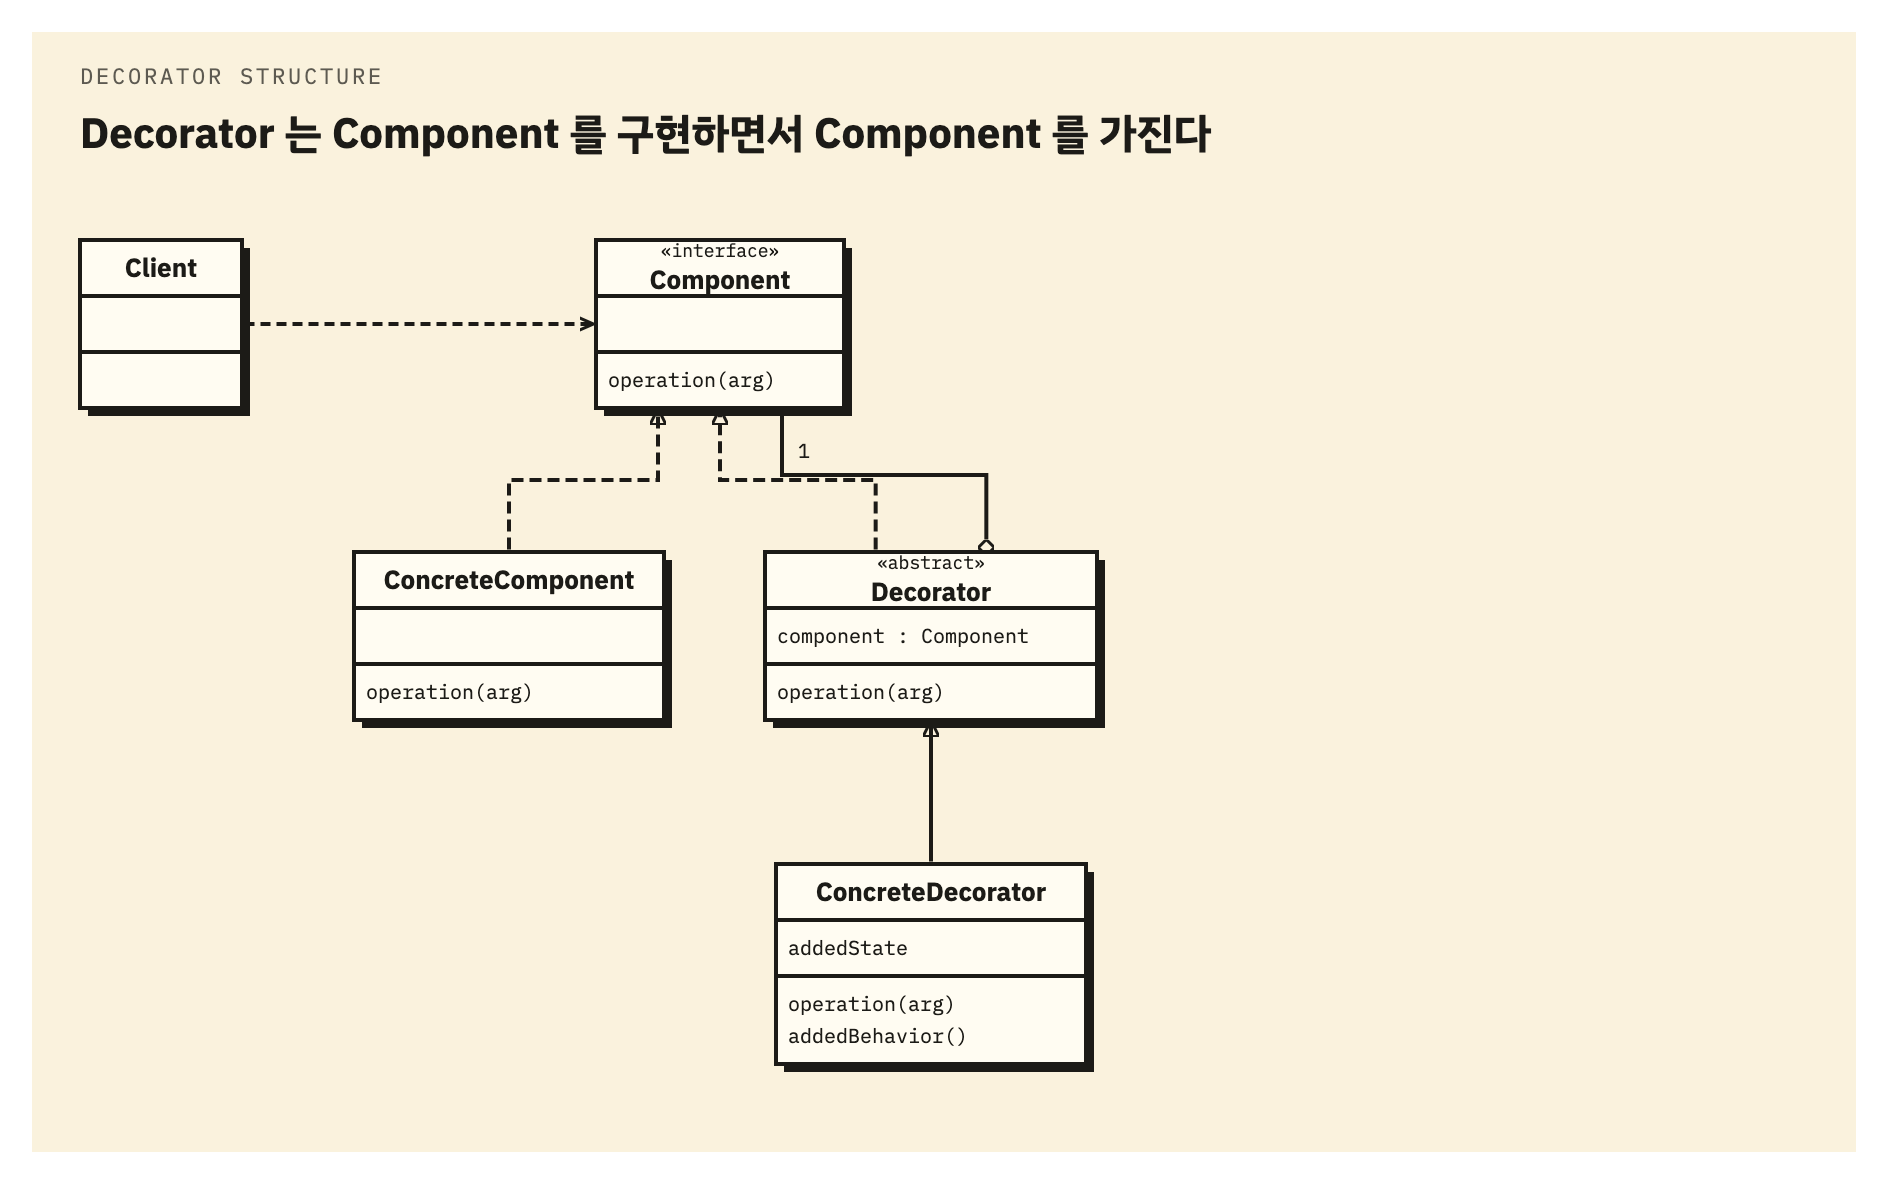 DECORATOR STRUCTURE
Decorator 는 Component 를 구현하면서 Component 를 가진다
Client
«interface»
Component
operation(arg)
1
ConcreteComponent
operation(arg)
«abstract»
Decorator
component : Component
operation(arg)
ConcreteDecorator
addedState
operation(arg)
addedBehavior()